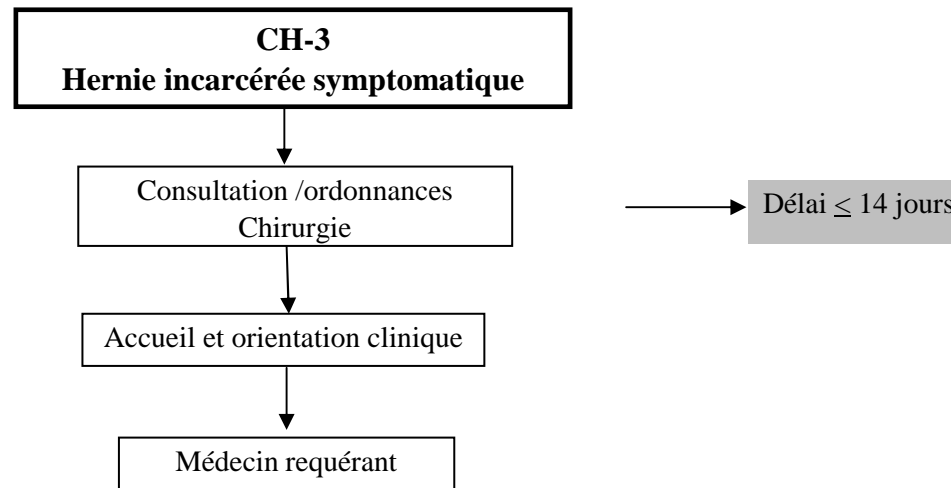 CH-3
Hernie incarcérée symptomatique
Consultation /ordonnances
Chirurgie
Délai ≤ 14 jours
Accueil et orientation clinique
Médecin requérant